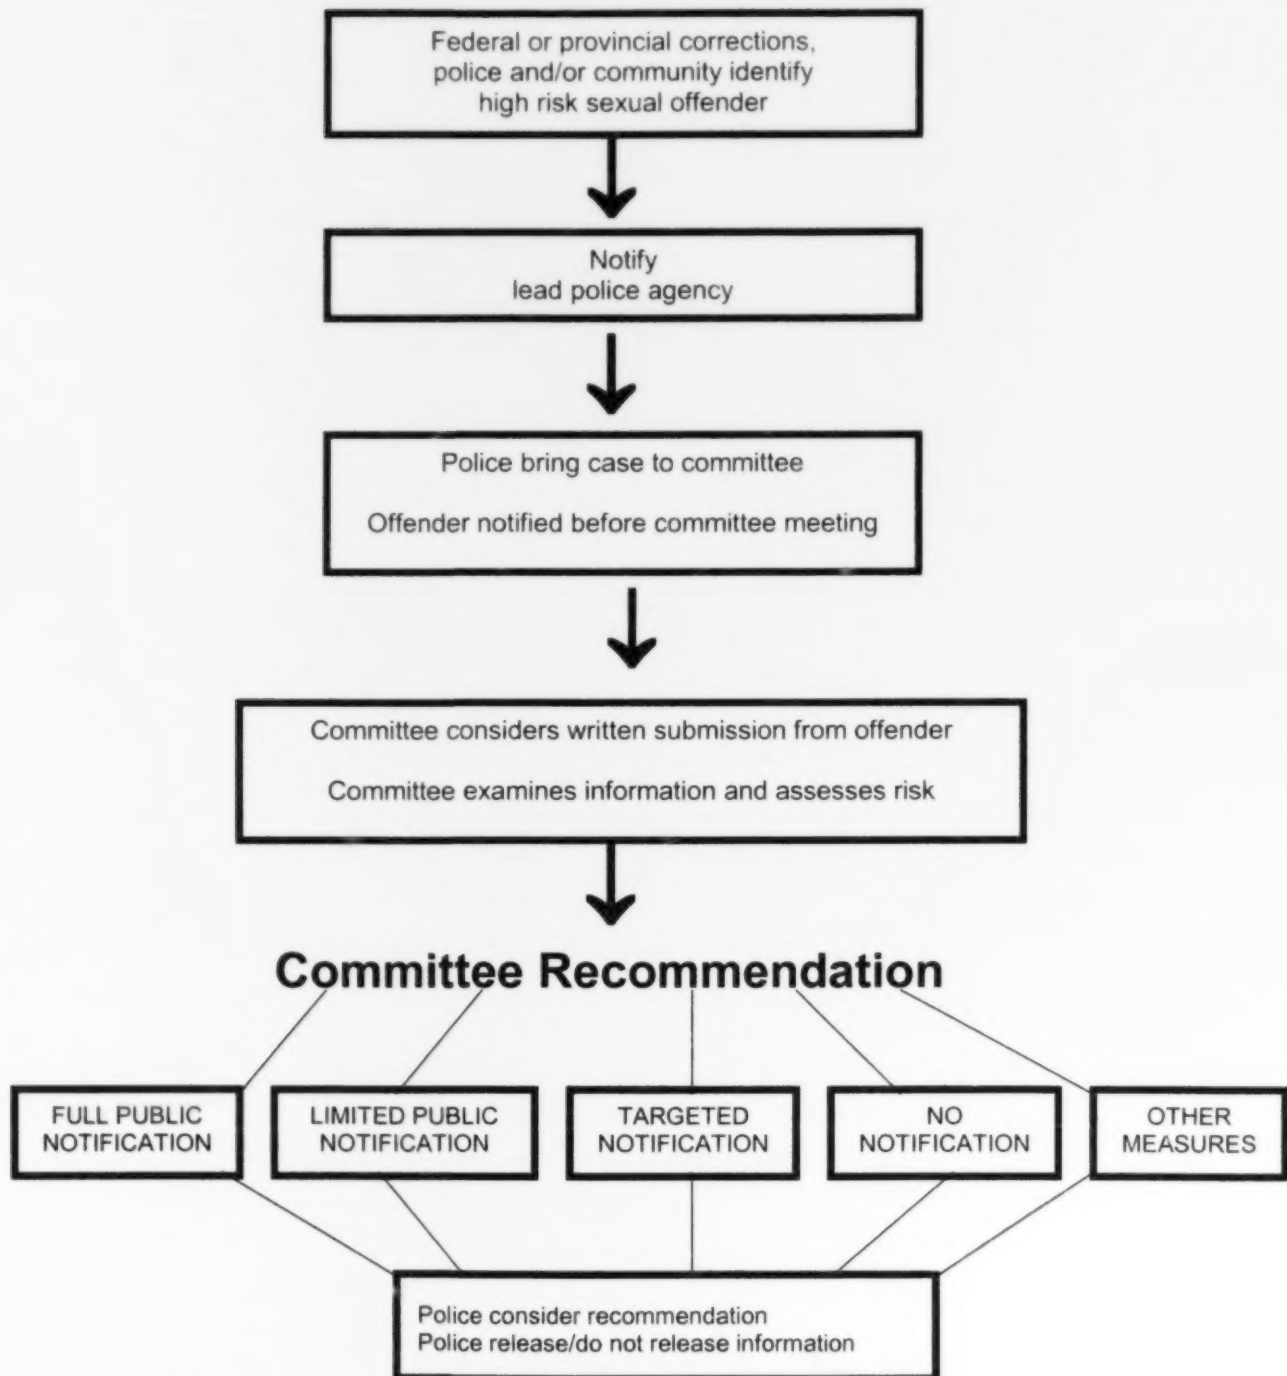 Federal or provincial corrections,
police and/or community identify
high risk sexual offender
Notify
lead police agency
Police bring case to committee
Offender notified before committee meeting
Committee considers written submission from offender
Committee examines information and assesses risk
Committee Recommendation
FULL PUBLIC
NOTIFICATION
LIMITED PUBLIC
NOTIFICATION
TARGETED
NOTIFICATION
NO
NOTIFICATION
OTHER
MEASURES
Police consider recommendation
Police release/do not release information